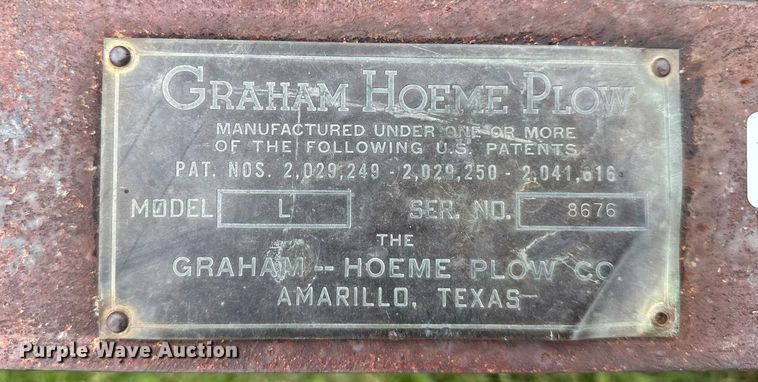 GRAHAM HOEME PLOW
MANUFACTURED UNDER ONE OR MORE
OF THE FOLLOWING U.S. PATENTS
PAT. NOS. 2,029,249 - 2,029,250 - 2,041,616
MODEL L SER. NO. 8676
THE
GRAHAM -- HOEME PLOW CO.
AMARILLO, TEXAS
Purple Wave Auction